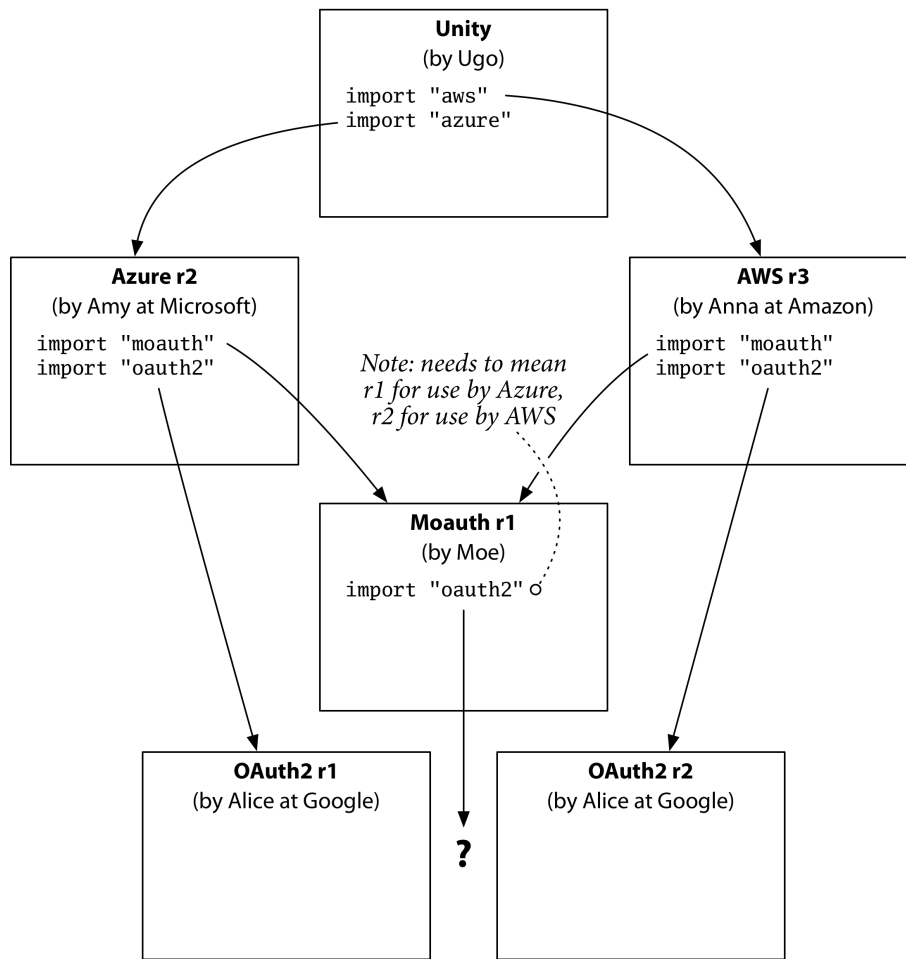 Unity
(by Ugo)
import "aws"
import "azure"
Azure r2
(by Amy at Microsoft)
import "moauth"
import "oauth2"
AWS r3
(by Anna at Amazon)
import "moauth"
import "oauth2"
Note: needs to mean
r1 for use by Azure,
r2 for use by AWS
Moauth r1
(by Moe)
import "oauth2"
OAuth2 r1
(by Alice at Google)
?
OAuth2 r2
(by Alice at Google)